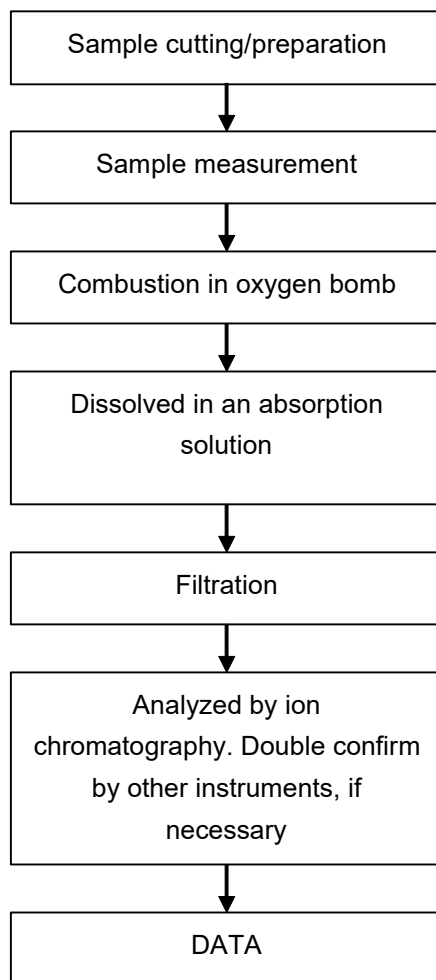 Sample cutting/preparation
Sample measurement
Combustion in oxygen bomb
Dissolved in an absorption
solution
Filtration
Analyzed by ion
chromatography. Double confirm
by other instruments, if
necessary
DATA